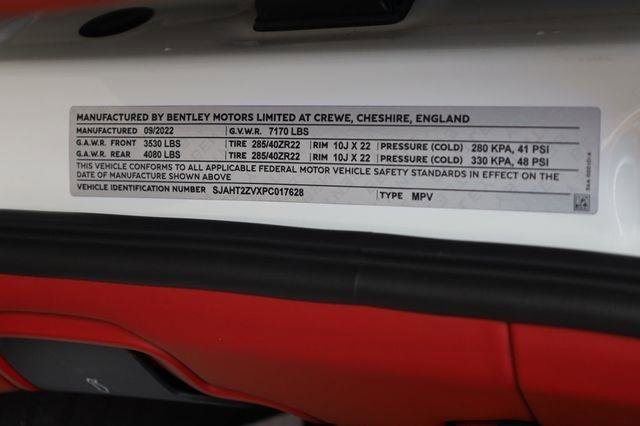 MANUFACTURED BY BENTLEY MOTORS LIMITED AT CREWE, CHESHIRE, ENGLAND
MANUFACTURED 09/2022 G.V.W.R. 7170 LBS
G.A.W.R. FRONT 3530 LBS TIRE 285/40ZR22 RIM 10J X 22 PRESSURE (COLD) 280 KPA, 41 PSI
G.A.W.R. REAR 4080 LBS TIRE 285/40ZR22 RIM 10J X 22 PRESSURE (COLD) 330 KPA, 48 PSI
THIS VEHICLE CONFORMS TO ALL APPLICABLE FEDERAL MOTOR VEHICLE SAFETY STANDARDS IN EFFECT ON THE
DATE OF MANUFACTURE SHOWN ABOVE
VEHICLE IDENTIFICATION NUMBER SJAHT2ZVXPC017628 TYPE MPV